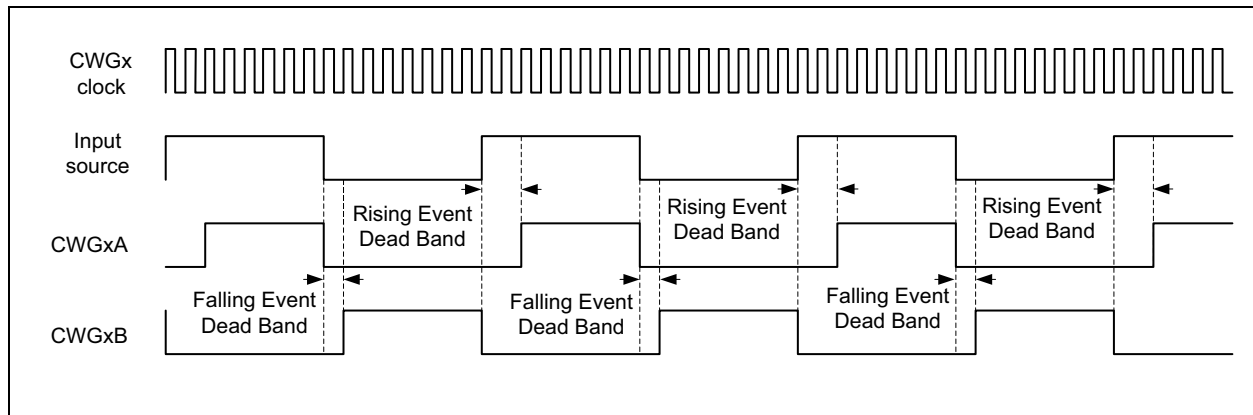 CWGx
clock
Input
source
Rising Event
Dead Band
Rising Event
Dead Band
Rising Event
Dead Band
CWGxA
Falling Event
Dead Band
Falling Event
Dead Band
Falling Event
Dead Band
CWGxB